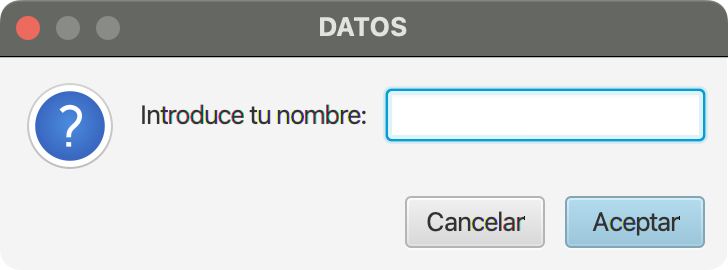 DATOS
?
Introduce tu nombre:
Cancelar
Aceptar